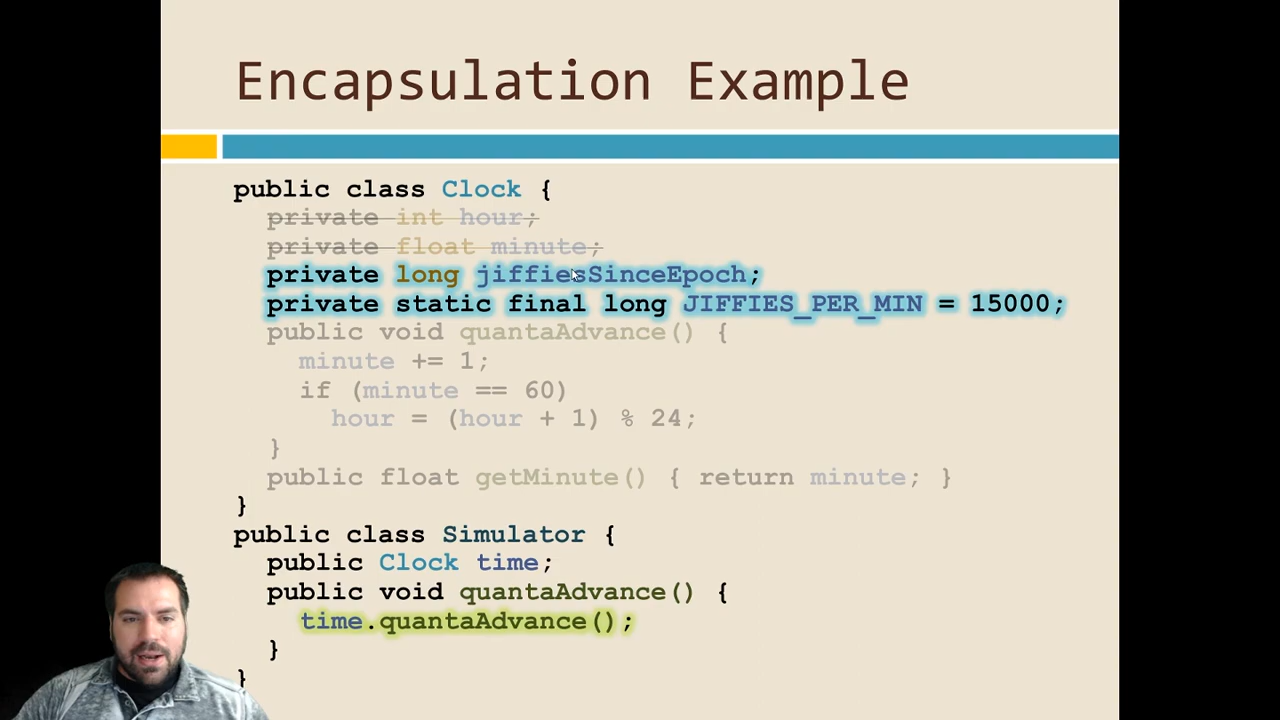 Encapsulation Example
public class Clock {
private int hour;
private float minute;
private long jiffiesSinceEpoch;
private static final long JIFFIES_PER_MIN = 15000;
public void quantaAdvance() {
minute += 1;
if (minute == 60)
hour = (hour + 1) % 24;
}
public float getMinute() { return minute; }
}
public class Simulator {
public Clock time;
public void quantaAdvance() {
time.quantaAdvance();
}
}